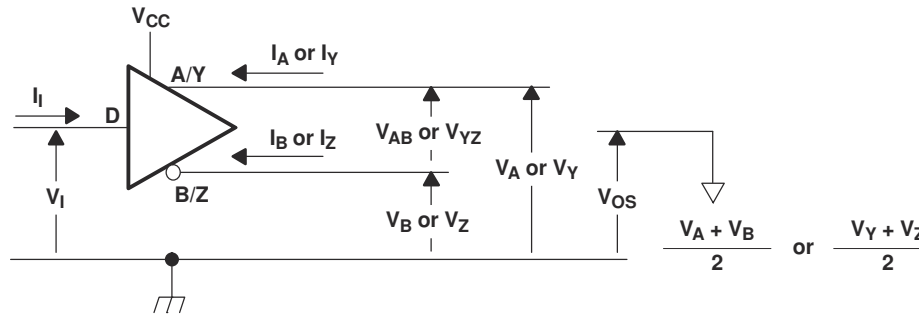 VCC
IA or IY
A/Y
II
D
IB or IZ
VAB or VYZ
VA or VY
VI
B/Z
VB or VZ
VOS
VA + VB
2
or
VY + VZ
2